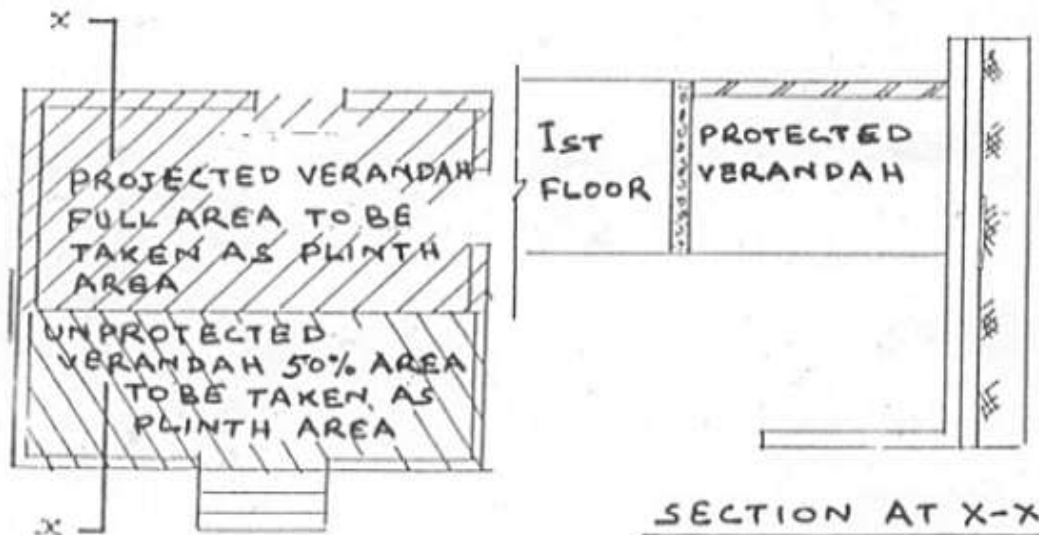 x
PROJECTED VERANDAH
FULL AREA TO BE
TAKEN AS PLINTH
AREA
UNPROTECTED
VERANDAH 50% AREA
TO BE TAKEN AS
PLINTH AREA
x
IST
FLOOR
PROTECTED
VERANDAH
SECTION AT X-X